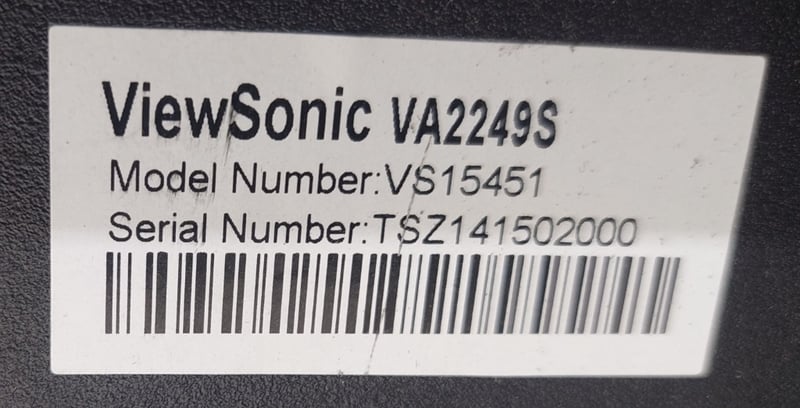 ViewSonic VA2249S
Model Number:VS15451
Serial Number:TSZ141502000